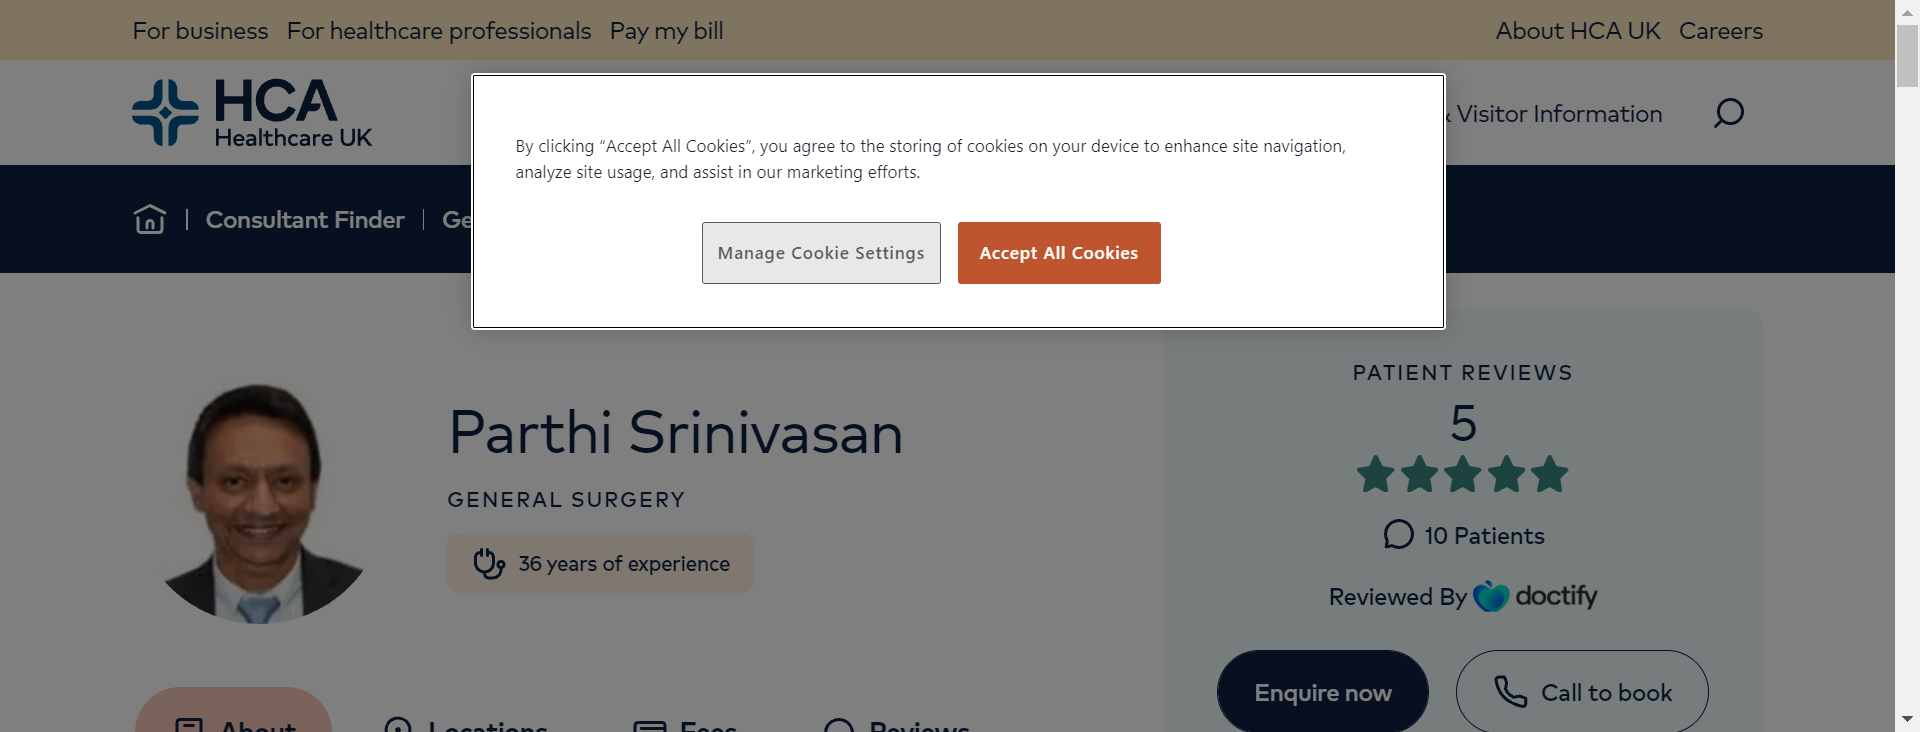 For business For healthcare professionals Pay my bill About HCA UK Careers
HCA
Healthcare UK
Visitor Information
By clicking “Accept All Cookies”, you agree to the storing of cookies on your device to enhance site navigation,
analyze site usage, and assist in our marketing efforts.
Manage Cookie Settings Accept All Cookies
Consultant Finder
Parthi Srinivasan
GENERAL SURGERY
36 years of experience
PATIENT REVIEWS
5
10 Patients
Reviewed By doctify
Enquire now Call to book
About Locations Fees Reviews